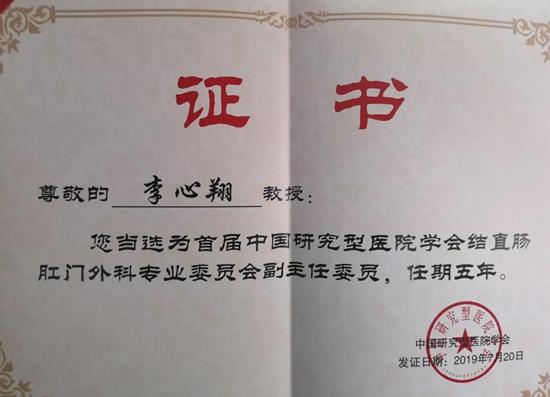 证书
尊敬的 李心翔 教授：
您当选为首届中国研究型医院学会结直肠
肛门外科专业委员会副主任委员，任期五年。
中国研究型医院学会
发证日期：2019年7月20日